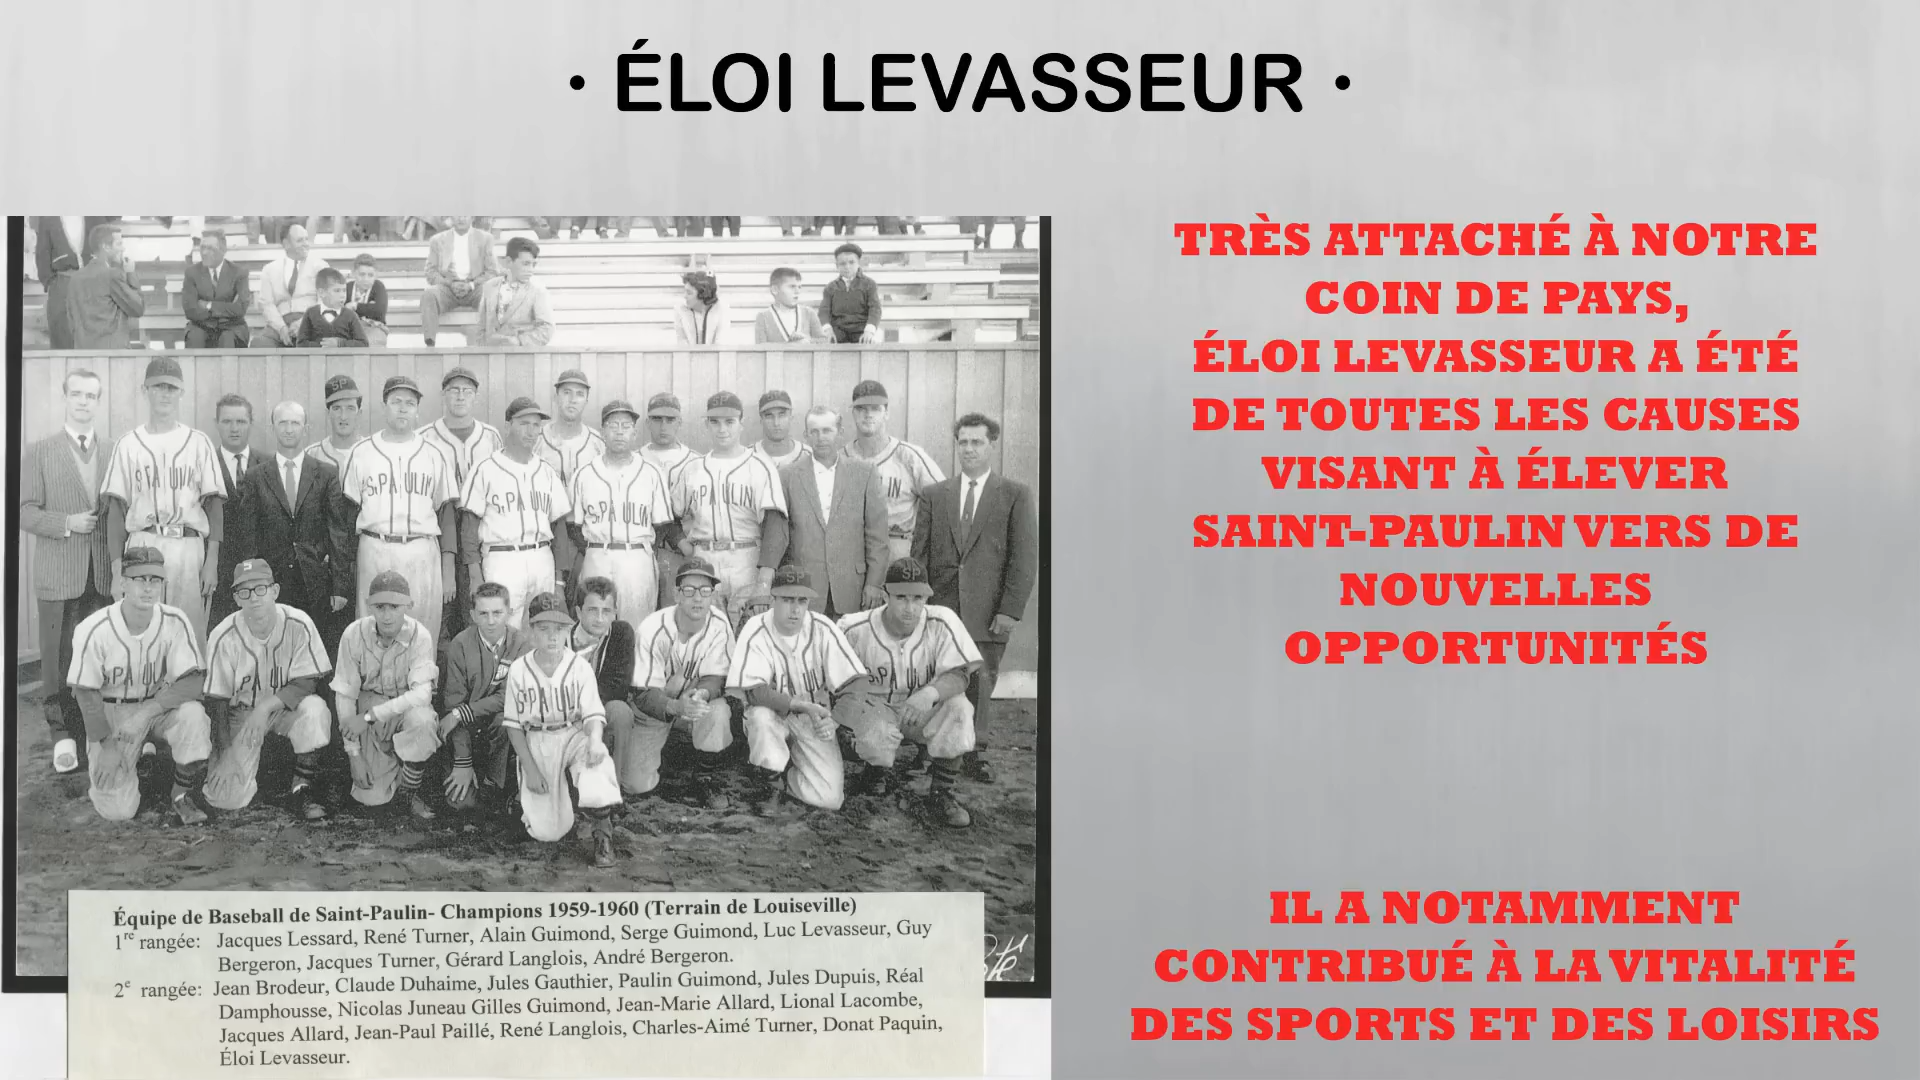 · ÉLOI LEVASSEUR ·
TRÈS ATTACHÉ À NOTRE
COIN DE PAYS,
ÉLOI LEVASSEUR A ÉTÉ
DE TOUTES LES CAUSES
VISANT À ÉLEVER
SAINT-PAULIN VERS DE
NOUVELLES
OPPORTUNITÉS
IL A NOTAMMENT
CONTRIBUÉ À LA VITALITÉ
DES SPORTS ET DES LOISIRS
Équipe de Baseball de Saint-Paulin- Champions 1959-1960 (Terrain de Louiseville)
1re rangée: Jacques Lessard, René Turner, Alain Guimond, Serge Guimond, Luc Levasseur, Guy
Bergeron, Jacques Turner, Gérard Langlois, André Bergeron.
2e rangée: Jean Brodeur, Claude Duhaime, Jules Gauthier, Paulin Guimond, Jules Dupuis, Réal
Damphousse, Nicolas Juneau Gilles Guimond, Jean-Marie Allard, Lional Lacombe,
Jacques Allard, Jean-Paul Paillé, René Langlois, Charles-Aimé Turner, Donat Paquin,
Éloi Levasseur.